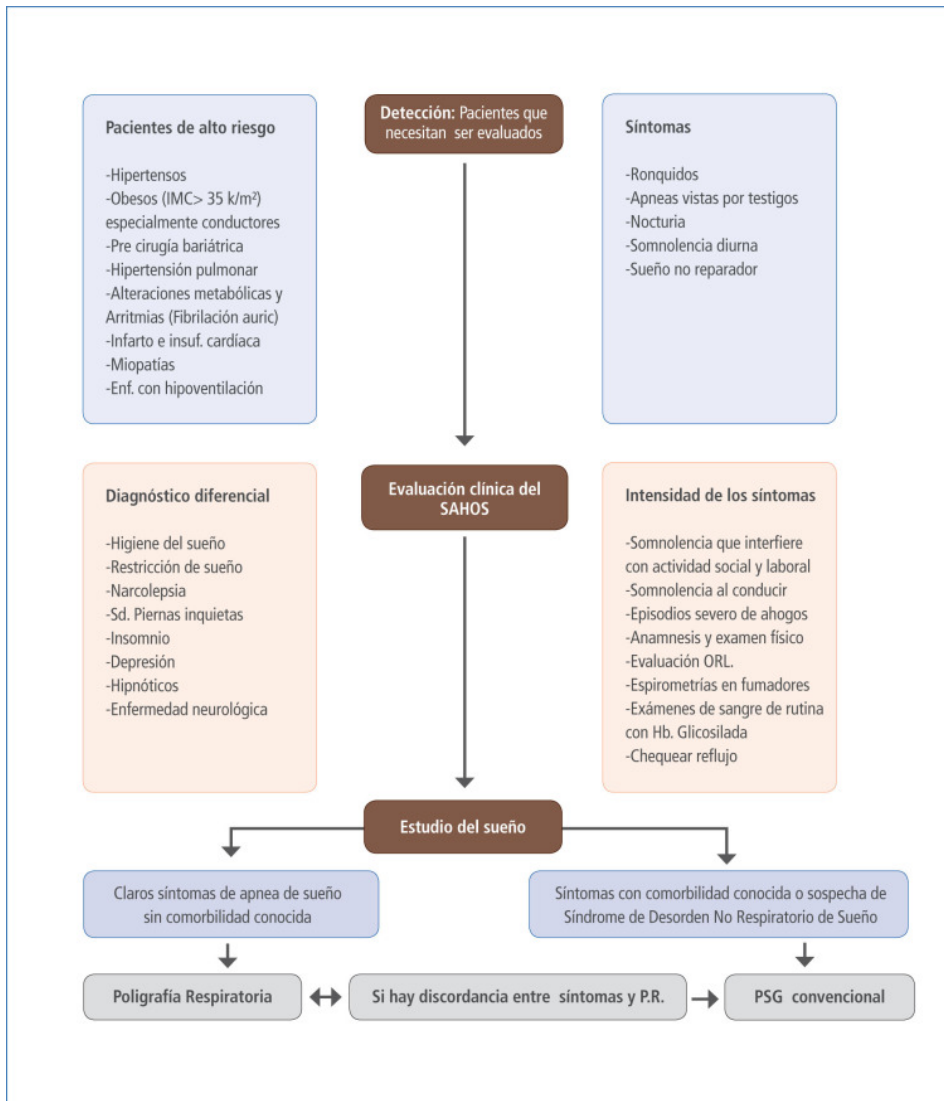 Detección: Pacientes que
necesitan ser evaluados
Pacientes de alto riesgo
-Hipertensos
-Obesos (IMC> 35 k/m²)
especialmente conductores
-Pre cirugía bariátrica
-Hipertensión pulmonar
-Alteraciones metabólicas y
Arritmias (Fibrilación auric)
-Infarto e insuf. cardíaca
-Miopatías
-Enf. con hipoventilación
Síntomas
-Ronquidos
-Apneas vistas por testigos
-Nocturia
-Somnolencia diurna
-Sueño no reparador
Evaluación clínica del
SAHOS
Diagnóstico diferencial
-Higiene del sueño
-Restricción de sueño
-Narcolepsia
-Sd. Piernas inquietas
-Insomnio
-Depresión
-Hipnóticos
-Enfermedad neurológica
Intensidad de los síntomas
-Somnolencia que interfiere
con actividad social y laboral
-Somnolencia al conducir
-Episodios severo de ahogos
-Anamnesis y examen físico
-Evaluación ORL.
-Espirometrías en fumadores
-Exámenes de sangre de rutina
con Hb. Glicosilada
-Chequear reflujo
Estudio del sueño
Claros síntomas de apnea de sueño
sin comorbilidad conocida
Síntomas con comorbilidad conocida o sospecha de
Síndrome de Desorden No Respiratorio de Sueño
Poligrafía Respiratoria
Si hay discordancia entre síntomas y P.R.
PSG convencional